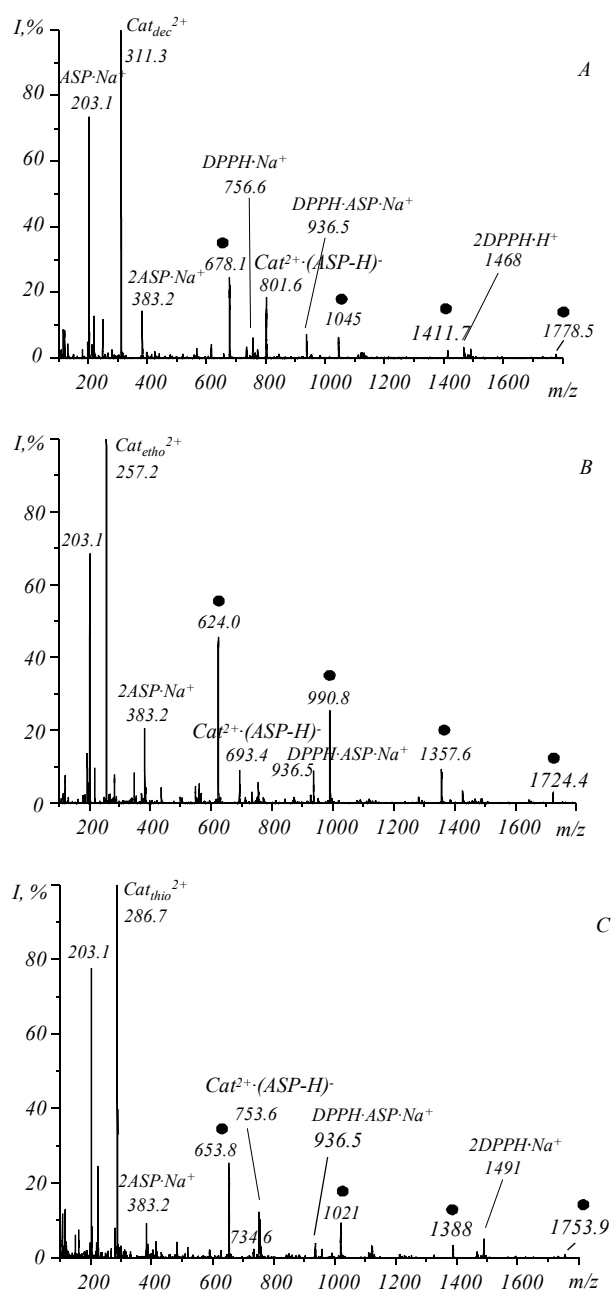 I,%
Cat_dec^2+
311.3
A
ASP·Na+
203.1
80
60
DPPH·Na+
756.6
DPPH·ASP·Na+
936.5
40
2ASP·Na+
383.2
678.1
Cat^2+·(ASP-H)-
801.6
2DPPH·H+
1468
1045
1411.7
1778.5
20
0
200 400 600 800 1000 1200 1400 1600
m/z
I,%
Cat_etho^2+
257.2
B
80
203.1
60
624.0
40
2ASP·Na+
383.2
990.8
Cat^2+·(ASP-H)-
693.4
DPPH·ASP·Na+
936.5
1357.6
1724.4
20
0
200 400 600 800 1000 1200 1400 1600
m/z
I, %
Cat_thio^2+
286.7
C
203.1
80
60
Cat^2+·(ASP-H)-
753.6
DPPH·ASP·Na+
936.5
40
653.8
2ASP·Na+
383.2
2DPPH·Na+
1491
734.6
1021
1388
1753.9
20
0
200 400 600 800 1000 1200 1400 1600
m/z